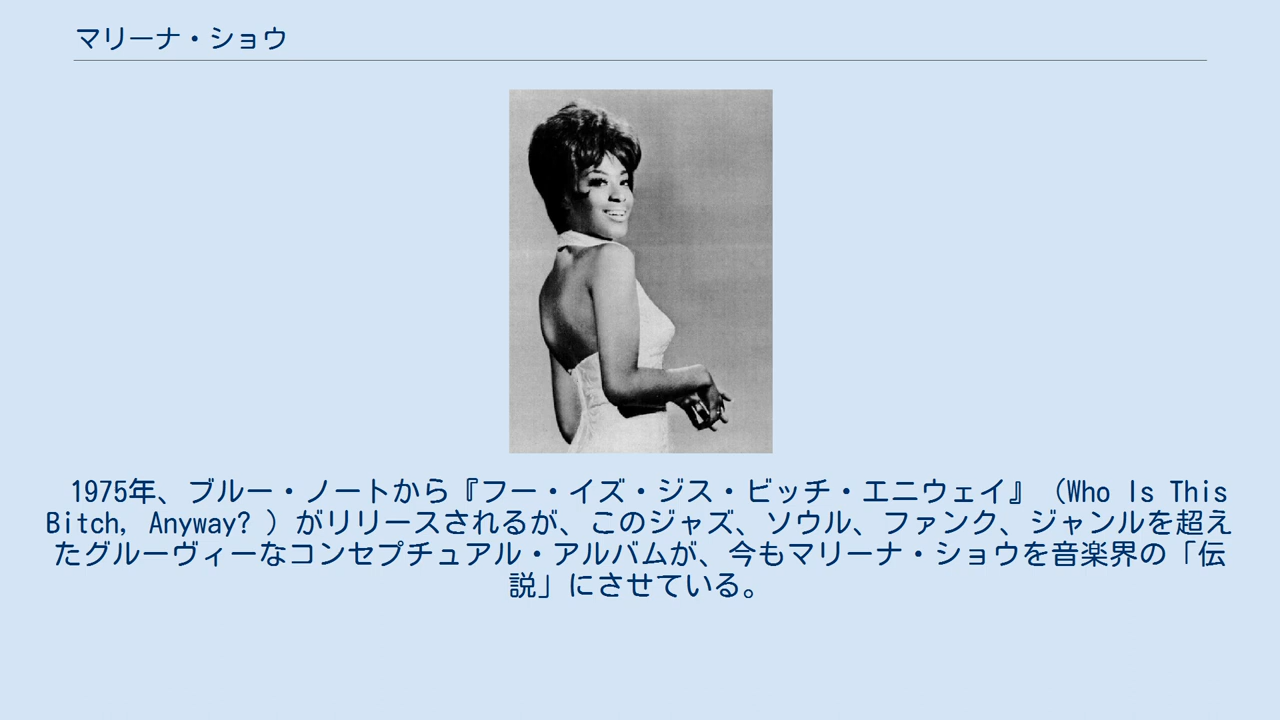 マリーナ・ショウ
1975年、ブルー・ノートから『フー・イズ・ジス・ビッチ・エニウェイ』（Who Is This
Bitch, Anyway? ）がリリースされるが、このジャズ、ソウル、ファンク、ジャンルを超え
たグルーヴィーなコンセプチュアル・アルバムが、今もマリーナ・ショウを音楽界の「伝
説」にさせている。